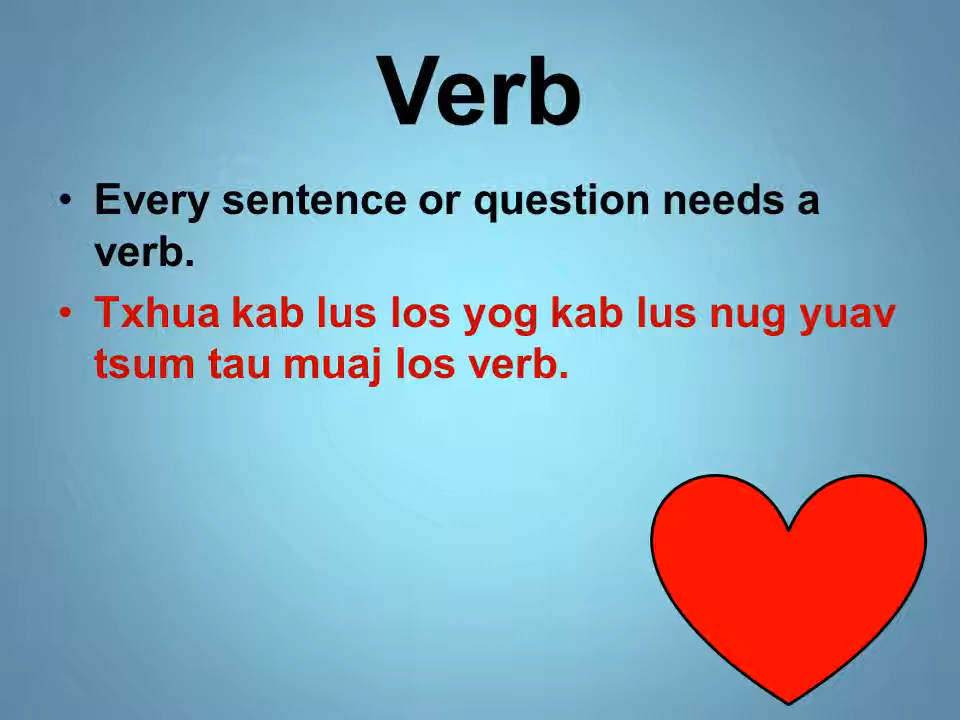 Verb
• Every sentence or question needs a
verb.
• Txhua kab lus los yog kab lus nug yuav
tsum tau muaj los verb.